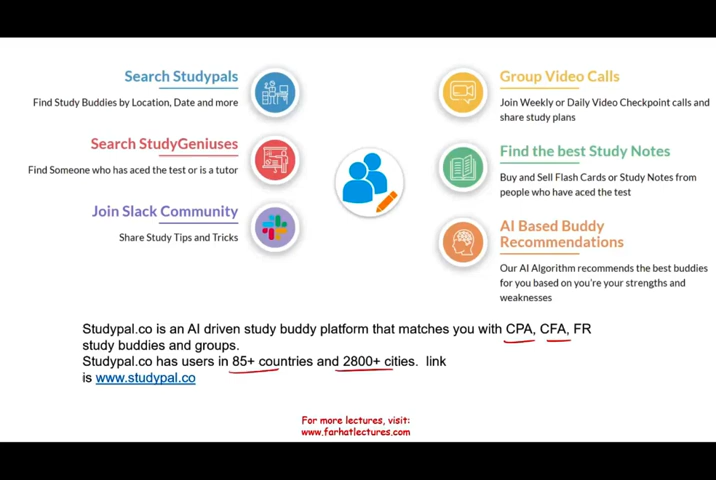 Search Studypals
Find Study Buddies by Location, Date and more
Search StudyGeniuses
Find Someone who has aced the test or is a tutor
Join Slack Community
Share Study Tips and Tricks
Group Video Calls
Join Weekly or Daily Video Checkpoint calls and
share study plans
Find the best Study Notes
Buy and Sell Flash Cards or Study Notes from
people who have aced the test
AI Based Buddy
Recommendations
Our AI Algorithm recommends the best buddies
for you based on you're your strengths and
weaknesses
Studypal.co is an AI driven study buddy platform that matches you with CPA, CFA, FR
study buddies and groups.
Studypal.co has users in 85+ countries and 2800+ cities. link
is www.studypal.co
For more lectures, visit:
www.farhatlectures.com